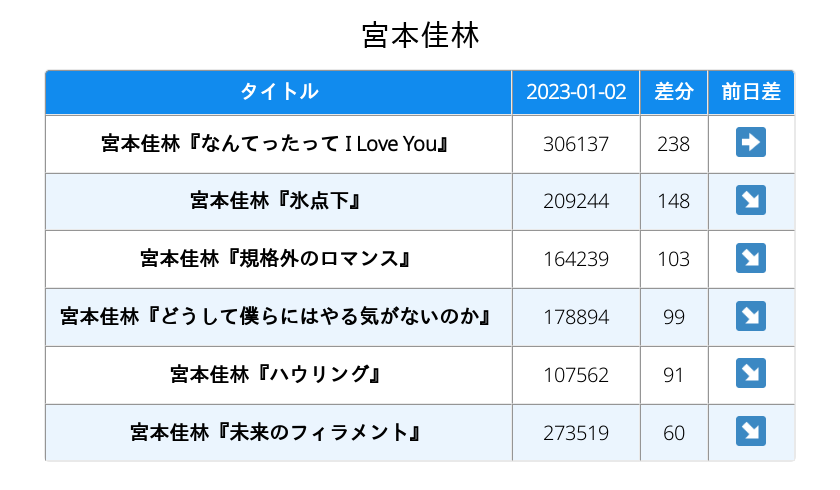 宮本佳林
タイトル 2023-01-02 差分 前日差
宮本佳林『なんてったって I Love You』 306137 238 ➡
宮本佳林『氷点下』 209244 148 ↘
宮本佳林『規格外のロマンス』 164239 103 ↘
宮本佳林『どうして僕らにはやる気がないのか』 178894 99 ↘
宮本佳林『ハウリング』 107562 91 ↘
宮本佳林『未来のフィラメント』 273519 60 ↘